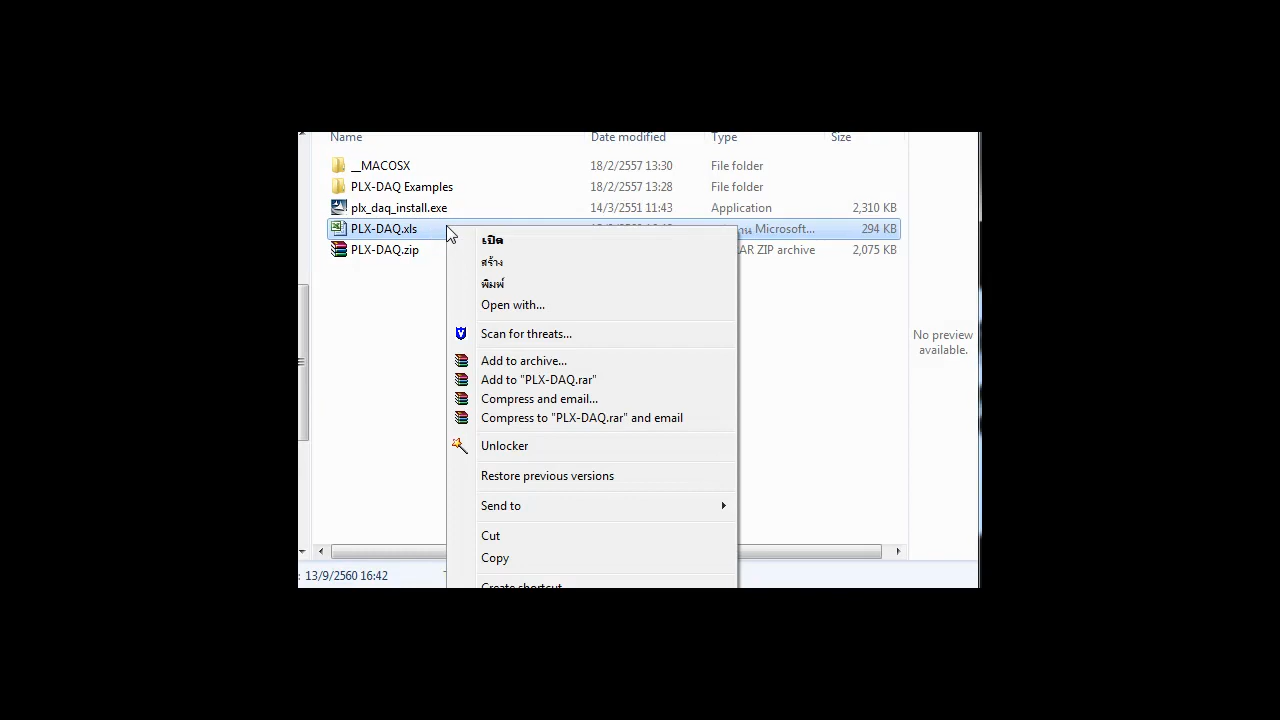 Name Date modified Type Size
__MACOSX 18/2/2557 13:30 File folder
PLX-DAQ Examples 18/2/2557 13:28 File folder
plx_daq_install.exe 14/3/2551 11:43 Application 2,310 KB
PLX-DAQ.xls Microsoft... 294 KB
PLX-DAQ.zip AR ZIP archive 2,075 KB
เปิด
สร้าง
พิมพ์
Open with...
Scan for threats...
Add to archive...
Add to "PLX-DAQ.rar"
Compress and email...
Compress to "PLX-DAQ.rar" and email
Unlocker
Restore previous versions
Send to
Cut
Copy
Create shortcut
No preview
available.
: 13/9/2560 16:42